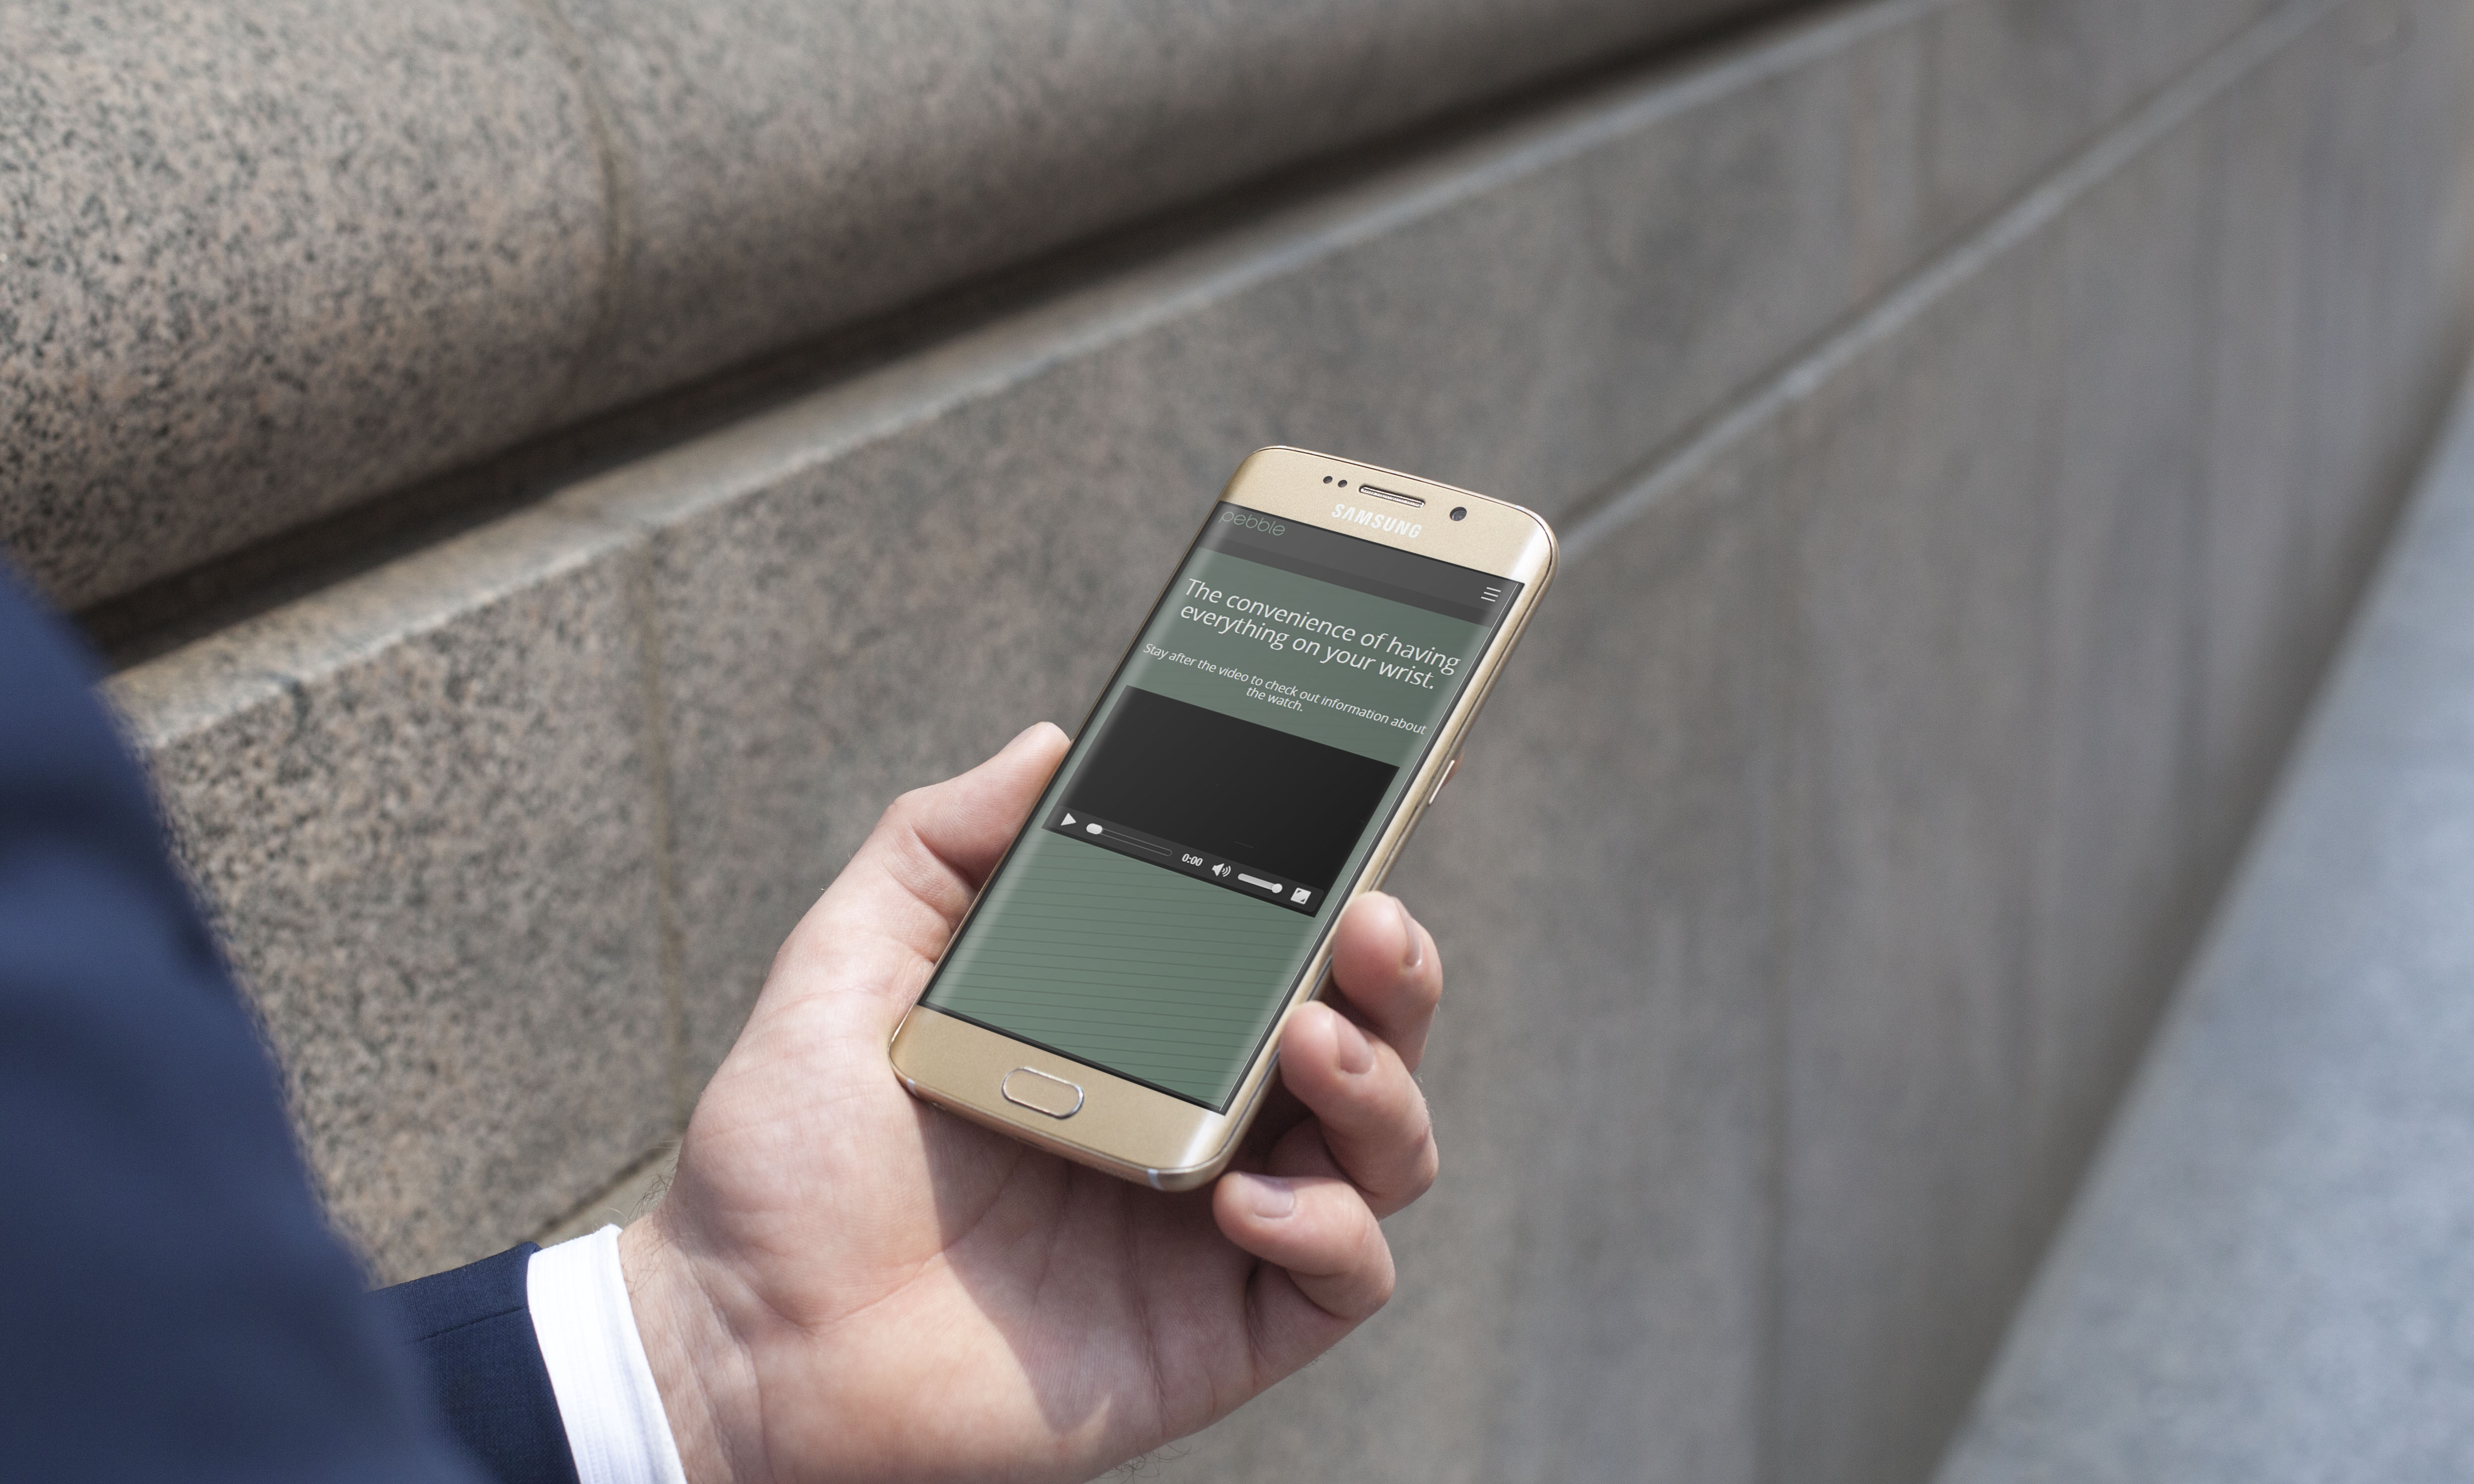 SAMSUNG
pebble
The convenience of having
everything on your wrist.
Stay after the video to check out information about
the watch.
0:00